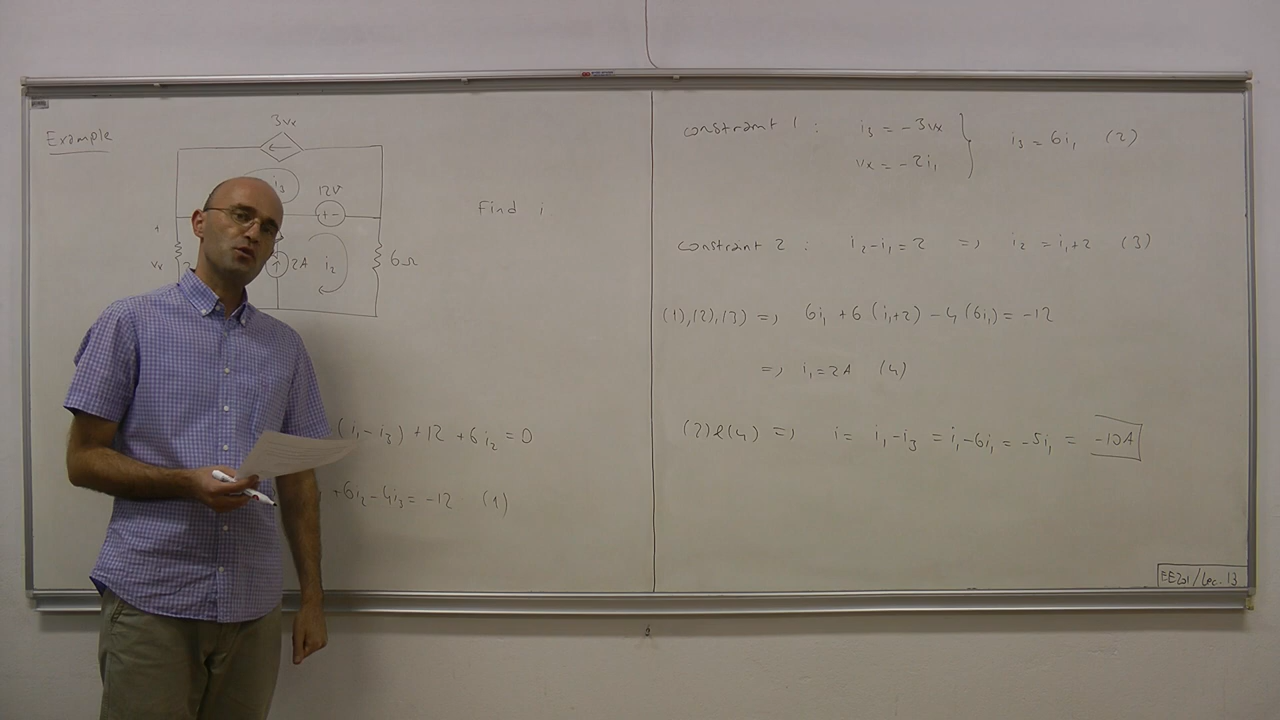 Example
3vx
i3
12V
+ -
Find i
+
vx
2A
i2
6Ω
(i1 - i3) + 12 + 6i2 = 0
+6i2 - 4i3 = -12 (1)
constraint 1 : i3 = -3vx
vx = -2i1
} i3 = 6i1 (2)
constraint 2 : i2 - i1 = 2 => i2 = i1 + 2 (3)
(1),(2),(3) => 6i1 + 6(i1+2) - 4(6i1) = -12
=> i1 = 2A (4)
(2)&(4) => i = i1 - i3 = i1 - 6i1 = -5i1 = -10A
EE201/Lec. 13